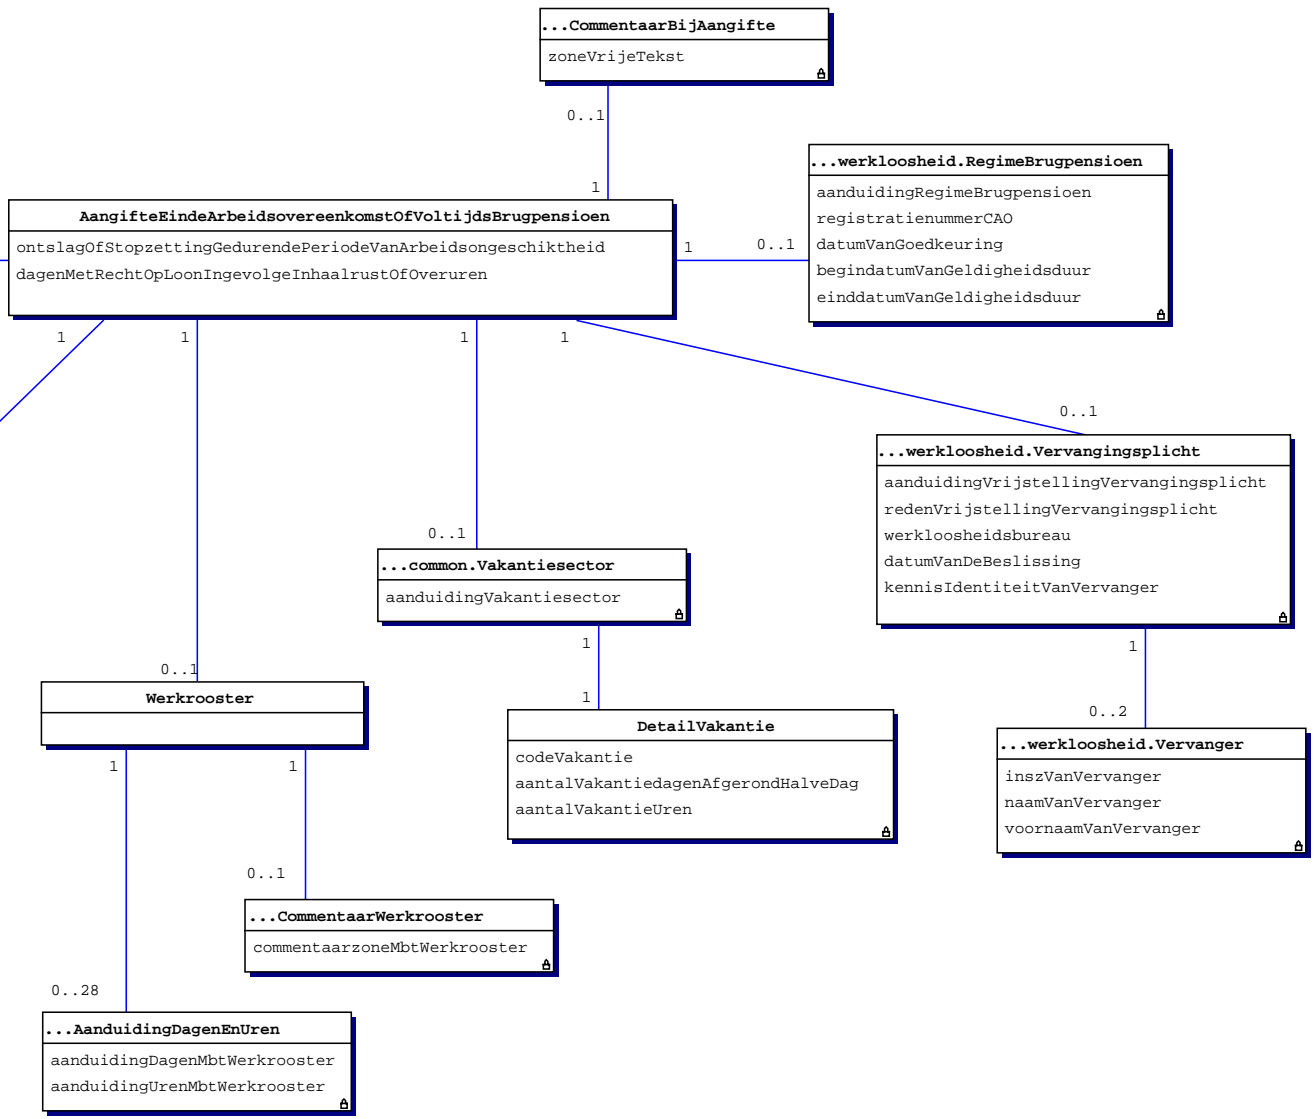 ...CommentaarBijAangifte
zoneVrijeTekst
0..1
1
...werkloosheid.RegimeBrugpensioen
aanduidingRegimeBrugpensioen
registratienummerCAO
datumVanGoedkeuring
begindatumVanGeldigheidsduur
einddatumVanGeldigheidsduur
AangifteEindeArbeidsovereenkomstOfVoltijdsBrugpensioen
ontslagOfStopzettingGedurendePeriodeVanArbeidsongeschiktheid
dagenMetRechtOpLoonIngevolgeInhaalrustOfOveruren
1 0..1
1 1 1 1
0..1
...werkloosheid.Vervangingsplicht
aanduidingVrijstellingVervangingsplicht
redenVrijstellingVervangingsplicht
werkloosheidsbureau
datumVanDeBeslissing
kennisIdentiteitVanVervanger
0..1
...common.Vakantiesector
aanduidingVakantiesector
1
1
1
0..2
0..1
Werkrooster
DetailVakantie
codeVakantie
aantalVakantiedagenAfgerondHalveDag
aantalVakantieUren
...werkloosheid.Vervanger
inszVanVervanger
naamVanVervanger
voornaamVanVervanger
1 1
0..1
...CommentaarWerkrooster
commentaarzoneMbtWerkrooster
0..28
...AanduidingDagenEnUren
aanduidingDagenMbtWerkrooster
aanduidingUrenMbtWerkrooster